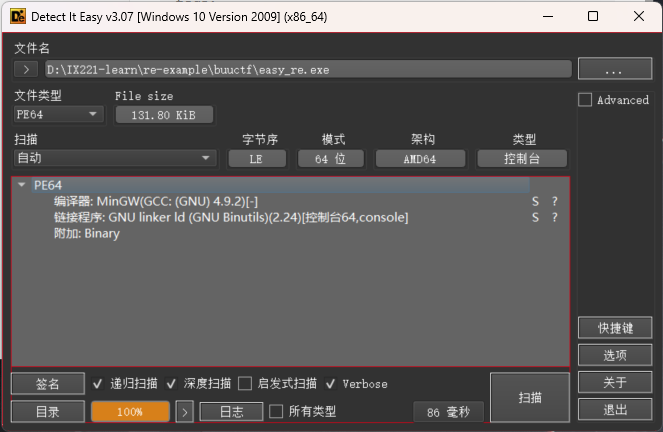 Detect It Easy v3.07 [Windows 10 Version 2009] (x86_64)
文件名
> D:\IX221-learn\re-example\buuctf\easy_re.exe ...
文件类型 File size
PE64 131.80 KiB
Advanced
扫描 字节序 模式 架构 类型
自动 LE 64 位 AMD64 控制台
PE64
编译器: MinGW(GCC: (GNU) 4.9.2)[-] S ?
链接程序: GNU linker ld (GNU Binutils)(2.24)[控制台64,console] S ?
附加: Binary
快捷键
选项
签名 递归扫描 深度扫描 启发式扫描 Verbose 扫描 关于
目录 100% > 日志 所有类型 86 毫秒 退出